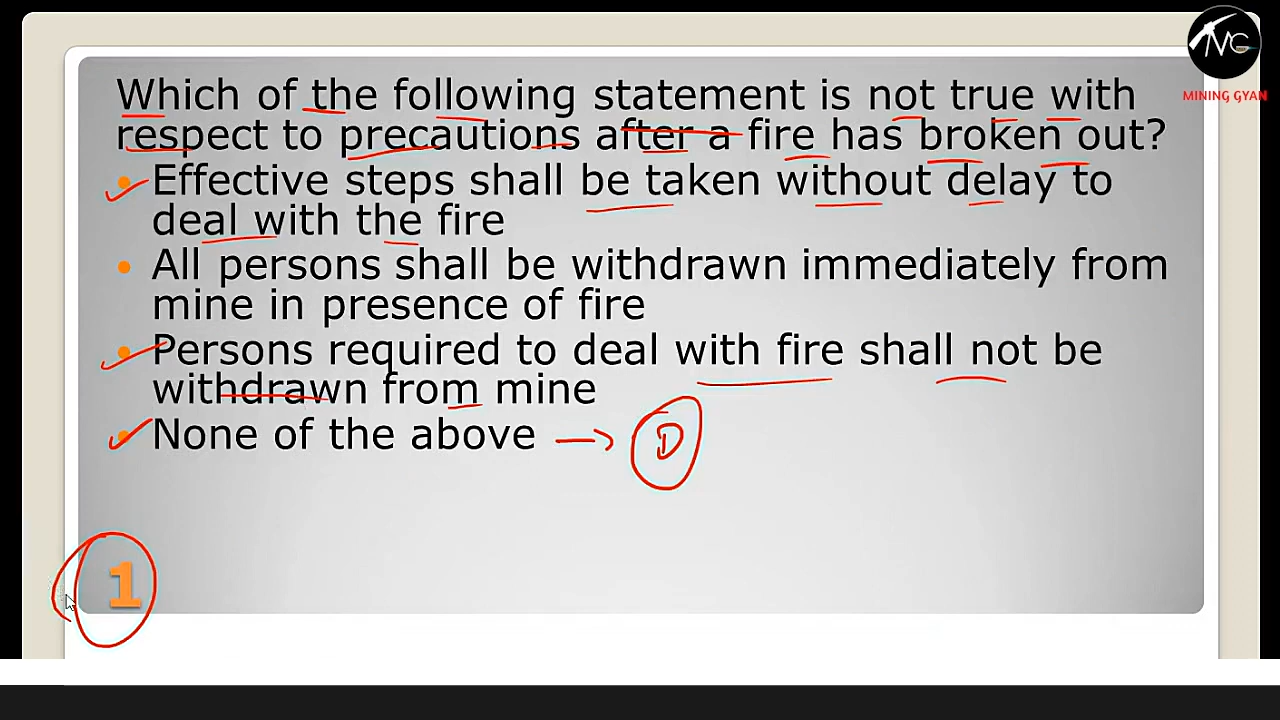 MC
MINING GYAN
Which of the following statement is not true with
respect to precautions after a fire has broken out?
• Effective steps shall be taken without delay to
deal with the fire
• All persons shall be withdrawn immediately from
mine in presence of fire
• Persons required to deal with fire shall not be
withdrawn from mine
• None of the above → D
1